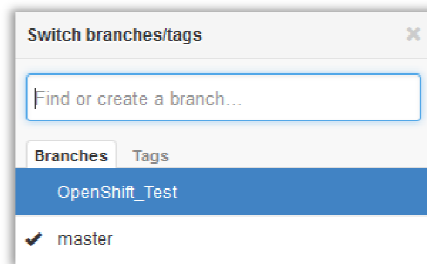 Switch branches/tags
Find or create a branch...
Branches Tags
OpenShift_Test
master